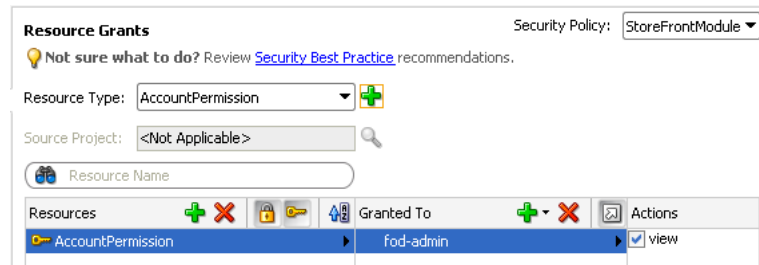 Resource Grants
Security Policy: StoreFrontModule
Not sure what to do? Review Security Best Practice recommendations.
Resource Type: AccountPermission
Source Project: <Not Applicable>
Resource Name
Resources Granted To Actions
AccountPermission fod-admin view